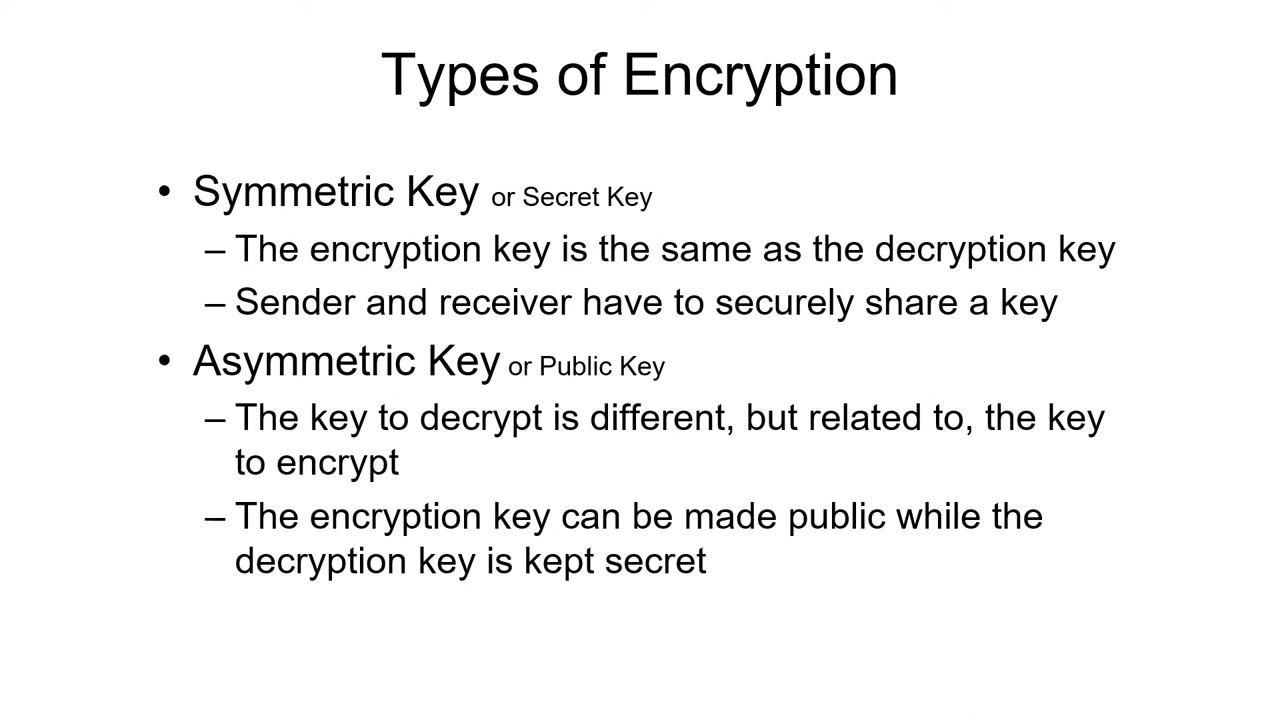 Types of Encryption
• Symmetric Key or Secret Key
– The encryption key is the same as the decryption key
– Sender and receiver have to securely share a key
• Asymmetric Key or Public Key
– The key to decrypt is different, but related to, the key
to encrypt
– The encryption key can be made public while the
decryption key is kept secret